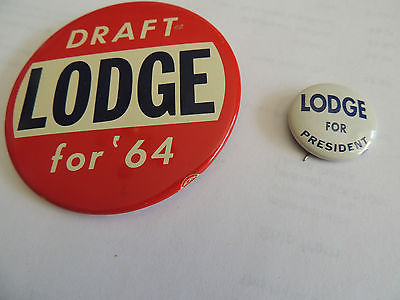 DRAFT
LODGE
for '64
LODGE
FOR
PRESIDENT